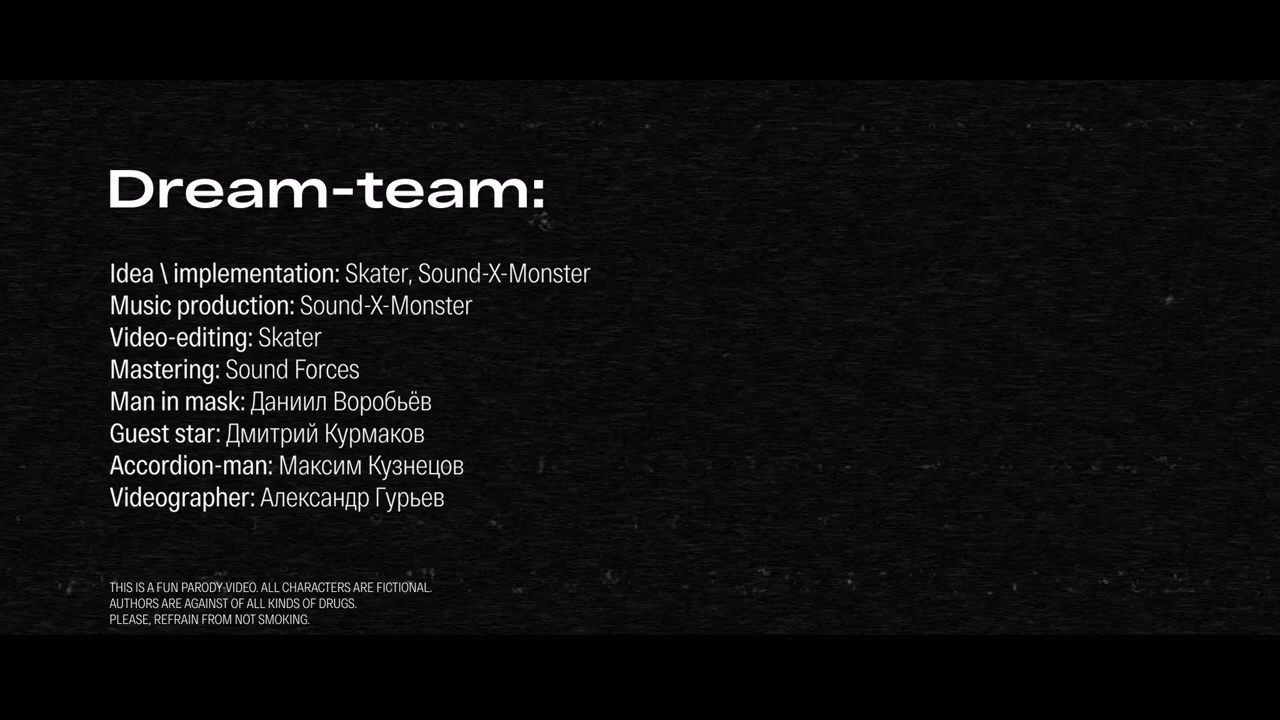 Dream-team:
Idea \ implementation: Skater, Sound-X-Monster
Music production: Sound-X-Monster
Video-editing: Skater
Mastering: Sound Forces
Man in mask: Даниил Воробьёв
Guest star: Дмитрий Курмаков
Accordion-man: Максим Кузнецов
Videographer: Александр Гурьев
THIS IS A FUN PARODY-VIDEO. ALL CHARACTERS ARE FICTIONAL.
AUTHORS ARE AGAINST OF ALL KINDS OF DRUGS.
PLEASE, REFRAIN FROM NOT SMOKING.